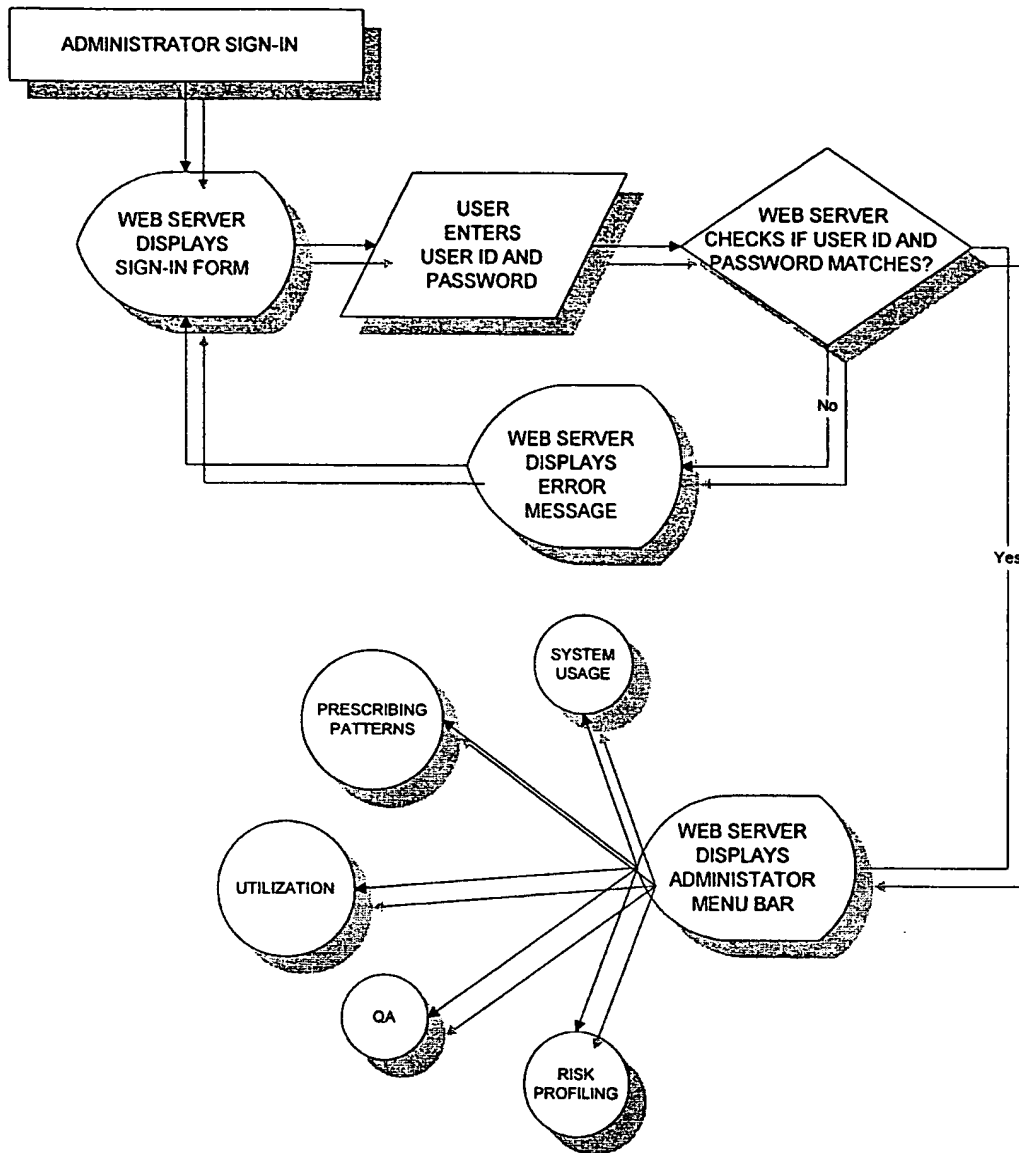 ADMINISTRATOR SIGN-IN
WEB SERVER
DISPLAYS
SIGN-IN FORM
USER
ENTERS
USER ID AND
PASSWORD
WEB SERVER
CHECKS IF USER ID AND
PASSWORD MATCHES?
No
WEB SERVER
DISPLAYS
ERROR
MESSAGE
Yes
SYSTEM
USAGE
PRESCRIBING
PATTERNS
UTILIZATION
WEB SERVER
DISPLAYS
ADMINISTATOR
MENU BAR
QA
RISK
PROFILING